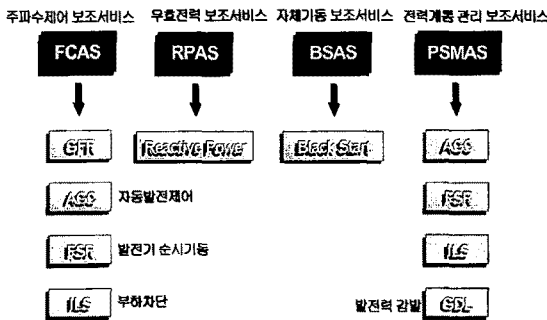 주파수제어 보조서비스 무효전력 보조서비스 자체기동 보조서비스 전력계통 관리 보조서비스
FCAS RPAS BSAS PSMAS
GFR Reactive Power Black Start AGC
AGC 자동발전제어 FSR
FSR 발전기 순시기동 ILS
ILS 부하차단 발전력 감발 GDL